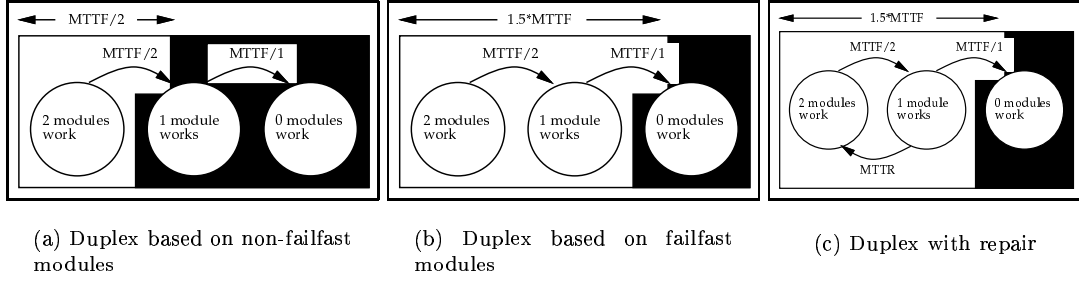 MTTF/2
MTTF/2
MTTF/1
2 modules
work
1 module
works
0 modules
work
(a) Duplex based on non-failfast
modules
1.5*MTTF
MTTF/2
MTTF/1
2 modules
work
1 module
works
0 modules
work
(b) Duplex based on failfast
modules
1.5*MTTF
MTTF/2
MTTF/1
2 modules
work
1 module
works
0 modules
work
MTTR
(c) Duplex with repair